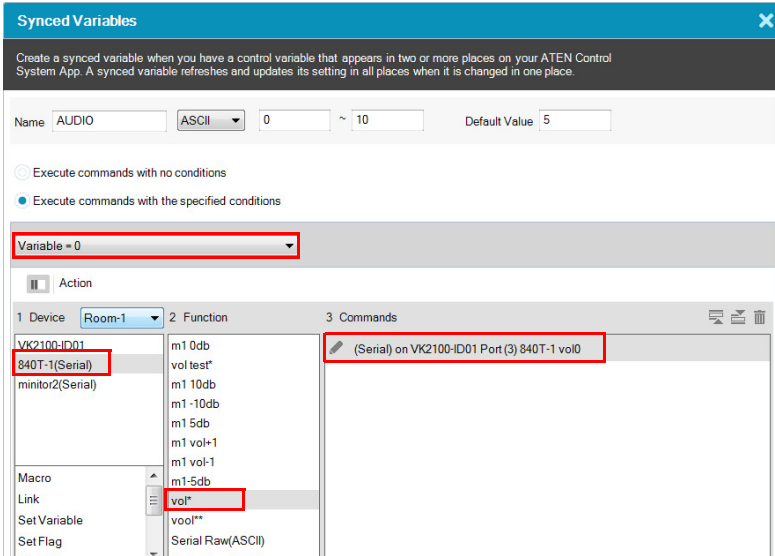 Synced Variables
Create a synced variable when you have a control variable that appears in two or more places on your ATEN Control
System App. A synced variable refreshes and updates its setting in all places when it is changed in one place.
Name AUDIO ASCII 0 ~ 10 Default Value 5
Execute commands with no conditions
Execute commands with the specified conditions
Variable = 0
Action
1 Device Room-1 2 Function 3 Commands
VK2100-ID01
840T-1(Serial)
minitor2(Serial)
Macro
Link
Set Variable
Set Flag
m1 0db
vol test*
m1 10db
m1 -10db
m1 5db
m1 vol+1
m1 vol-1
m1-5db
vol*
vool**
Serial Raw(ASCII)
(Serial) on VK2100-ID01 Port (3) 840T-1 vol0